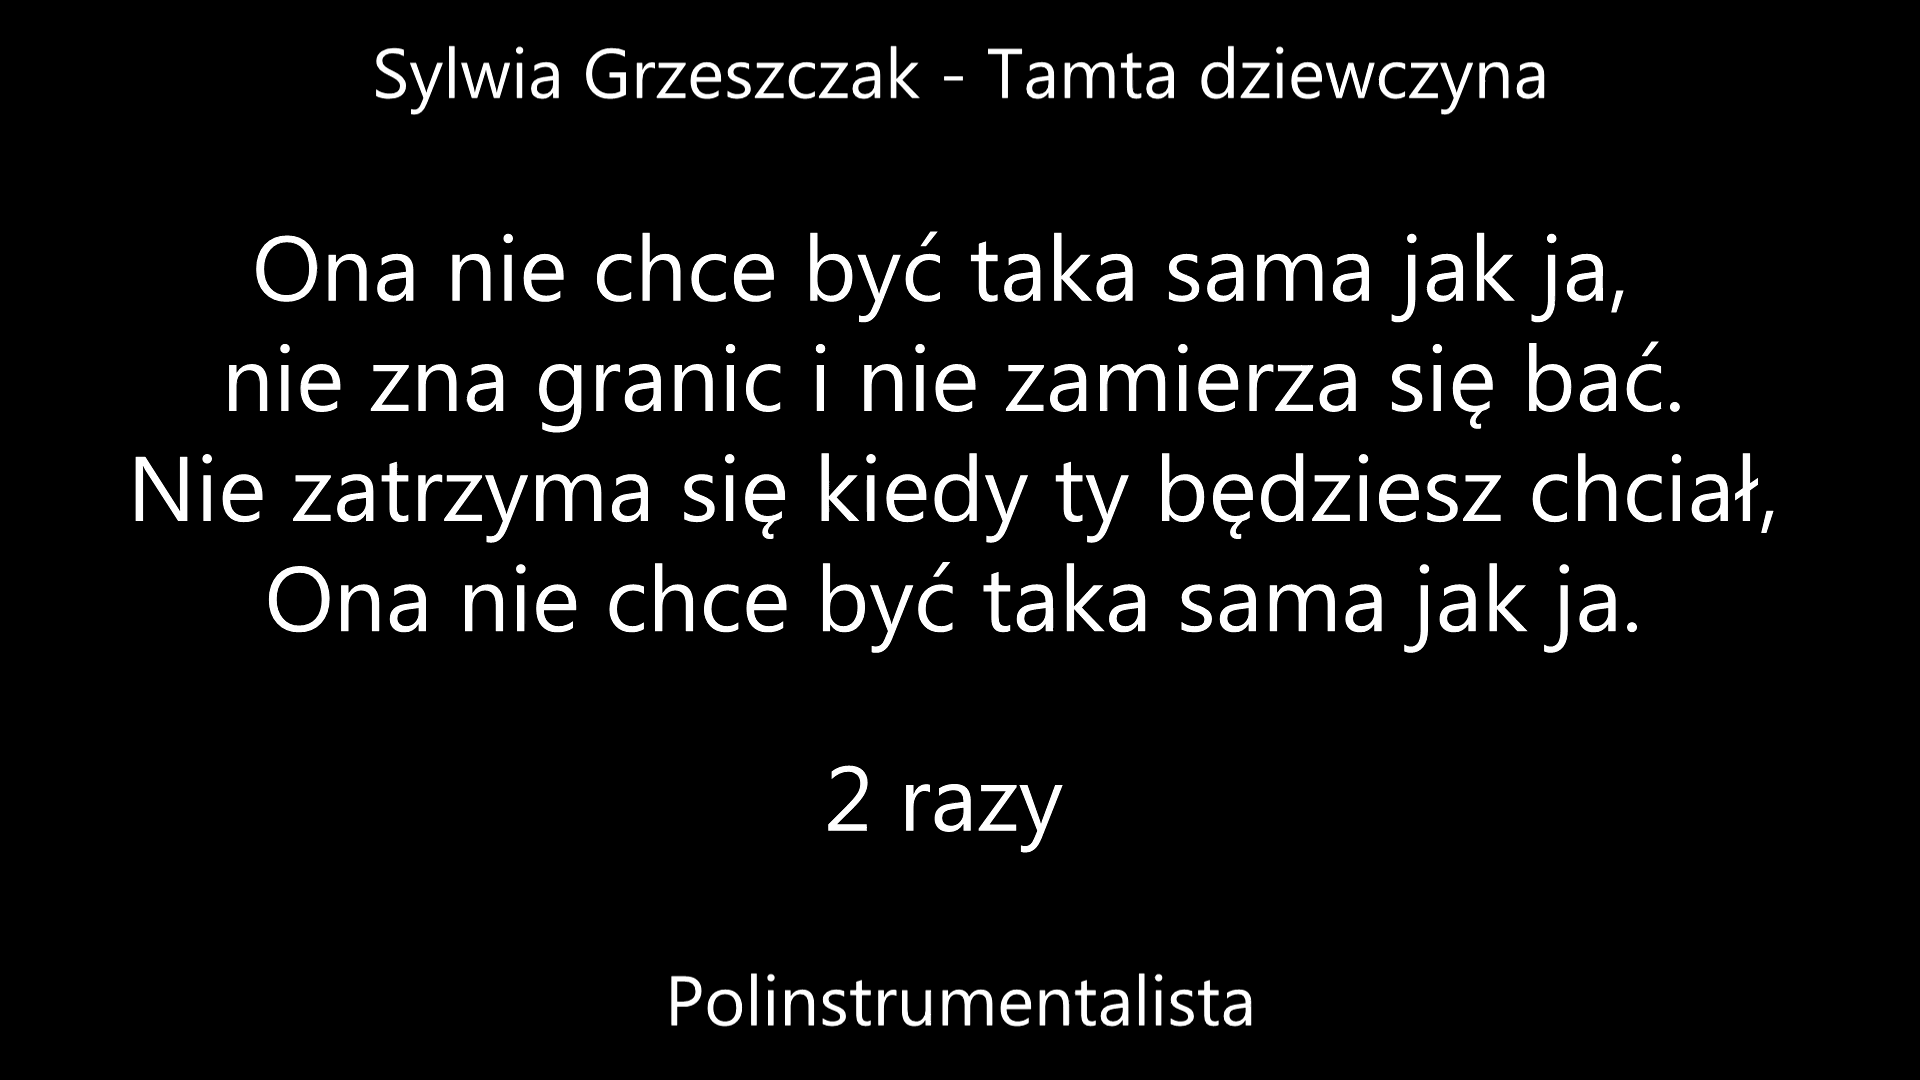 Sylwia Grzeszczak - Tamta dziewczyna
Ona nie chce być taka sama jak ja,
nie zna granic i nie zamierza się bać.
Nie zatrzyma się kiedy ty będziesz chciał,
Ona nie chce być taka sama jak ja.
2 razy
Polinstrumentalista